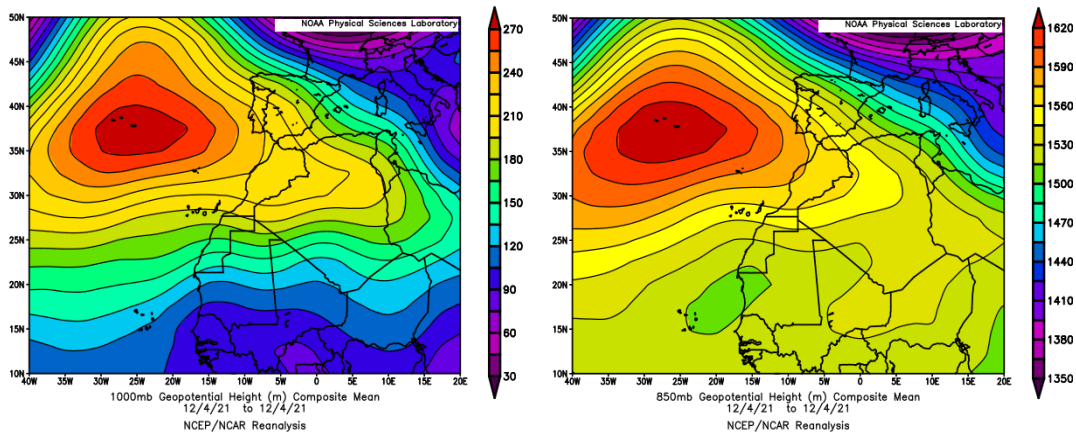 NOAA Physical Sciences Laboratory
50N
45N
40N
35N
30N
25N
20N
15N
10N
40W 35W 30W 25W 20W 15W 10W 5W 0 5E 10E 15E 20E
270
240
210
180
150
120
90
60
30
1000mb Geopotential Height (m) Composite Mean
12/4/21 to 12/4/21
NCEP/NCAR Reanalysis
NOAA Physical Sciences Laboratory
50N
45N
40N
35N
30N
25N
20N
15N
10N
40W 35W 30W 25W 20W 15W 10W 5W 0 5E 10E 15E 20E
1620
1590
1560
1530
1500
1470
1440
1410
1380
1350
850mb Geopotential Height (m) Composite Mean
12/4/21 to 12/4/21
NCEP/NCAR Reanalysis